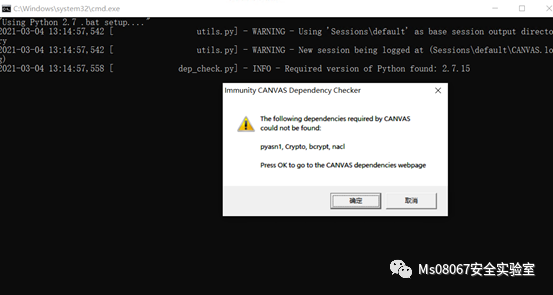 C:\Windows\system32\cmd.exe
"Using Python 2.7 .bat setup...."
2021-03-04 13:14:57,542 [ utils.py] - WARNING - Using 'Sessions\default' as base session output directo
ry
2021-03-04 13:14:57,542 [ utils.py] - WARNING - New session being logged at (Sessions\default\CANVAS.lo
g)
2021-03-04 13:14:57,558 [ dep_check.py] - INFO - Required version of Python found: 2.7.15
Immunity CANVAS Dependency Checker
The following dependencies required by CANVAS
could not be found:
pyasn1, Crypto, bcrypt, nacl
Press OK to go to the CANVAS dependencies webpage
确定 取消
Ms08067安全实验室